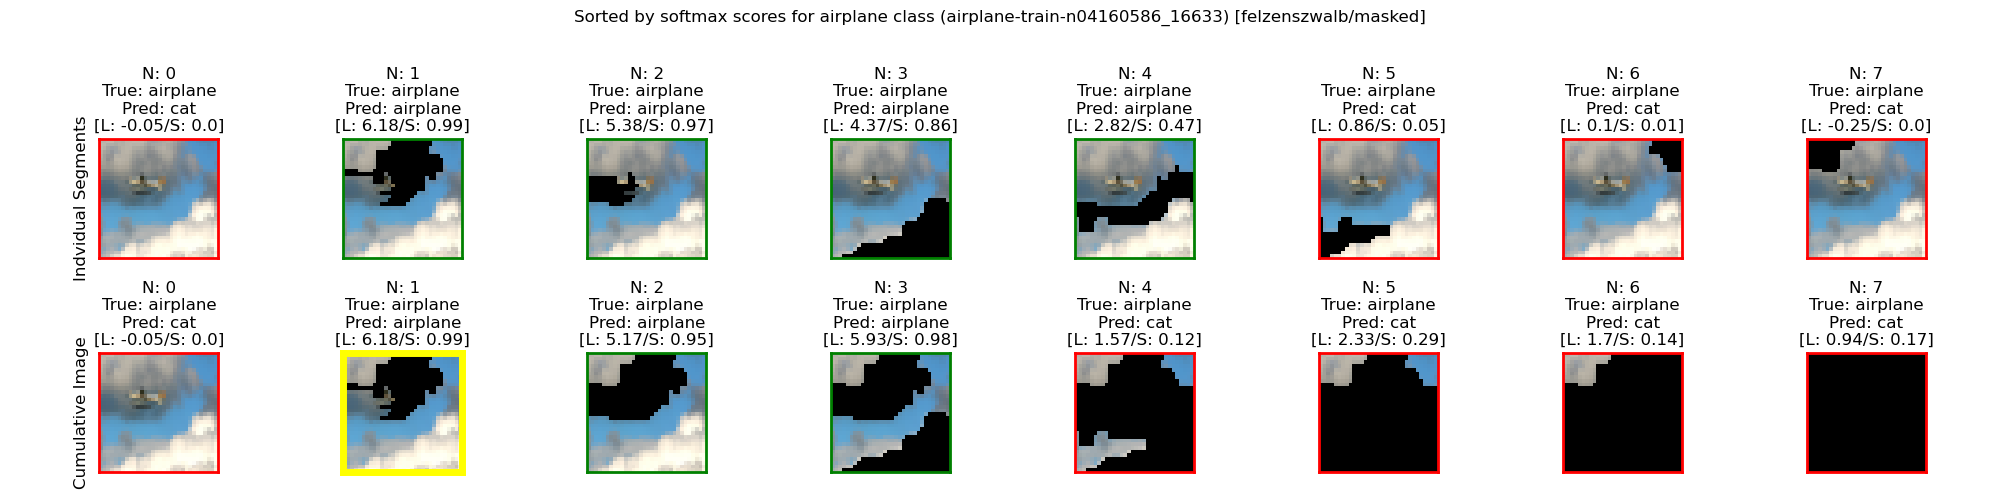 Sorted by softmax scores for airplane class (airplane-train-n04160586_16633) [felzenszwalb/masked]
Indvidual Segments
N: 0
True: airplane
Pred: cat
[L: -0.05/S: 0.0]
N: 1
True: airplane
Pred: airplane
[L: 6.18/S: 0.99]
N: 2
True: airplane
Pred: airplane
[L: 5.38/S: 0.97]
N: 3
True: airplane
Pred: airplane
[L: 4.37/S: 0.86]
N: 4
True: airplane
Pred: airplane
[L: 2.82/S: 0.47]
N: 5
True: airplane
Pred: cat
[L: 0.86/S: 0.05]
N: 6
True: airplane
Pred: cat
[L: 0.1/S: 0.01]
N: 7
True: airplane
Pred: cat
[L: -0.25/S: 0.0]
Cumulative Image
N: 0
True: airplane
Pred: cat
[L: -0.05/S: 0.0]
N: 1
True: airplane
Pred: airplane
[L: 6.18/S: 0.99]
N: 2
True: airplane
Pred: airplane
[L: 5.17/S: 0.95]
N: 3
True: airplane
Pred: airplane
[L: 5.93/S: 0.98]
N: 4
True: airplane
Pred: cat
[L: 1.57/S: 0.12]
N: 5
True: airplane
Pred: cat
[L: 2.33/S: 0.29]
N: 6
True: airplane
Pred: cat
[L: 1.7/S: 0.14]
N: 7
True: airplane
Pred: cat
[L: 0.94/S: 0.17]